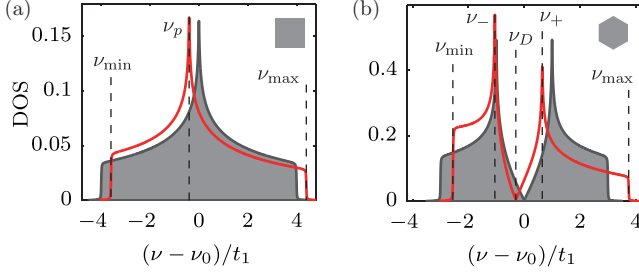 (a)
DOS
0.15
0.10
0.05
0
ν_min
ν_p
ν_max
−4 −2 0 2 4
(ν − ν_0)/t_1
(b)
0.4
0.2
0
ν_min
ν_−
ν_D
ν_+
ν_max
−4 −2 0 2 4
(ν − ν_0)/t_1